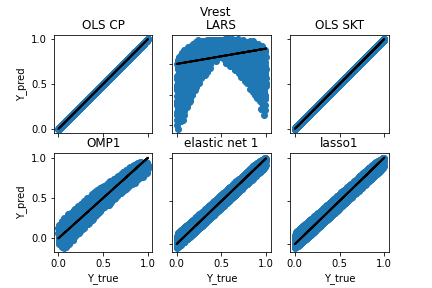 Vrest
OLS CP
LARS
OLS SKT
Y_pred
1.0
0.5
0.0
OMP1
elastic net 1
lasso1
Y_pred
1.0
0.5
0.0
0.0 0.5 1.0
0.0 0.5 1.0
0.0 0.5 1.0
Y_true
Y_true
Y_true